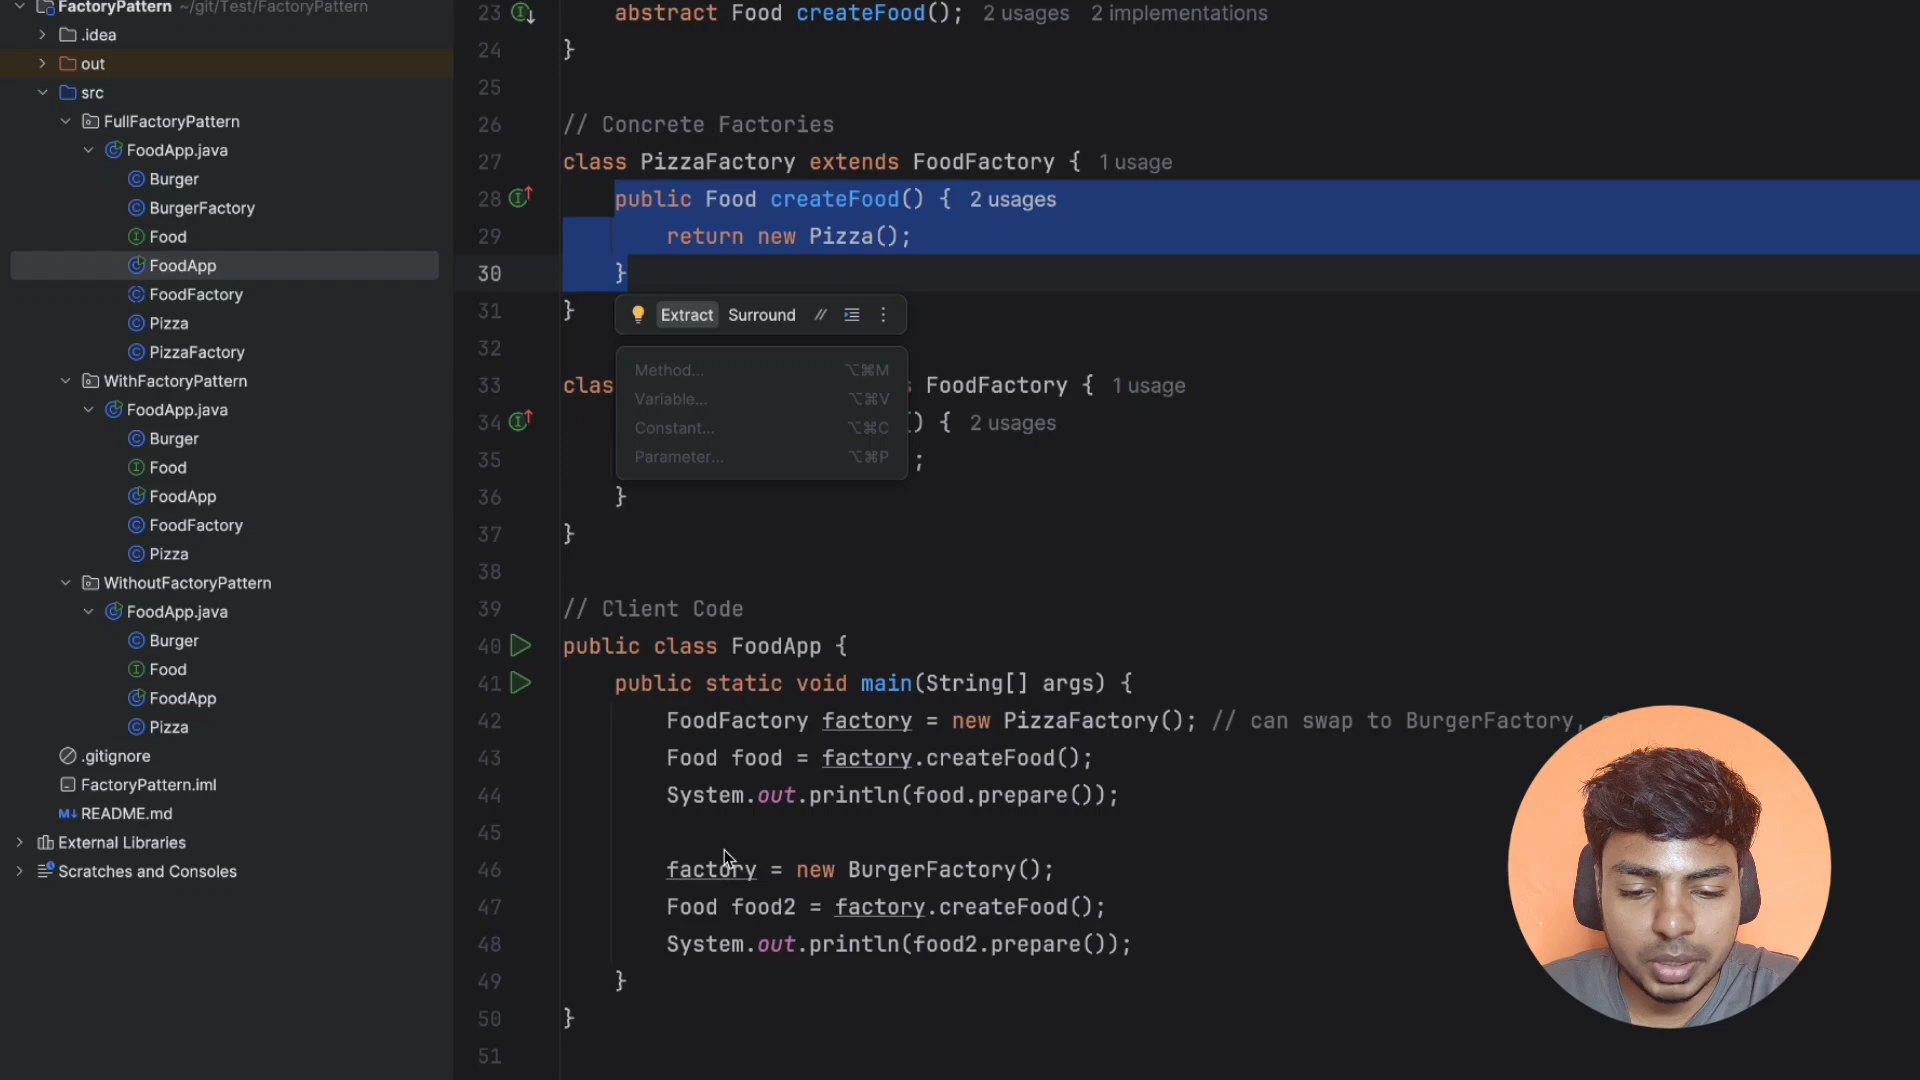 FactoryPattern ~/git/Test/FactoryPattern
.idea
out
src
FullFactoryPattern
FoodApp.java
Burger
BurgerFactory
Food
FoodApp
FoodFactory
Pizza
PizzaFactory
WithFactoryPattern
FoodApp.java
Burger
Food
FoodApp
FoodFactory
Pizza
WithoutFactoryPattern
FoodApp.java
Burger
Food
FoodApp
Pizza
.gitignore
FactoryPattern.iml
M↓ README.md
External Libraries
Scratches and Consoles
23 abstract Food createFood(); 2 usages 2 implementations
24 }
25
26 // Concrete Factories
27 class PizzaFactory extends FoodFactory { 1 usage
28 public Food createFood() { 2 usages
29 return new Pizza();
30 }
31 }
Extract Surround //
32
Method... ⌥⌘M
33 clas FoodFactory { 1 usage
Variable... ⌥⌘V
34 ) { 2 usages
Constant... ⌥⌘C
35 ;
Parameter... ⌥⌘P
36 }
37 }
38
39 // Client Code
40 public class FoodApp {
41 public static void main(String[] args) {
42 FoodFactory factory = new PizzaFactory(); // can swap to BurgerFactory,
43 Food food = factory.createFood();
44 System.out.println(food.prepare());
45
46 factory = new BurgerFactory();
47 Food food2 = factory.createFood();
48 System.out.println(food2.prepare());
49 }
50 }
51